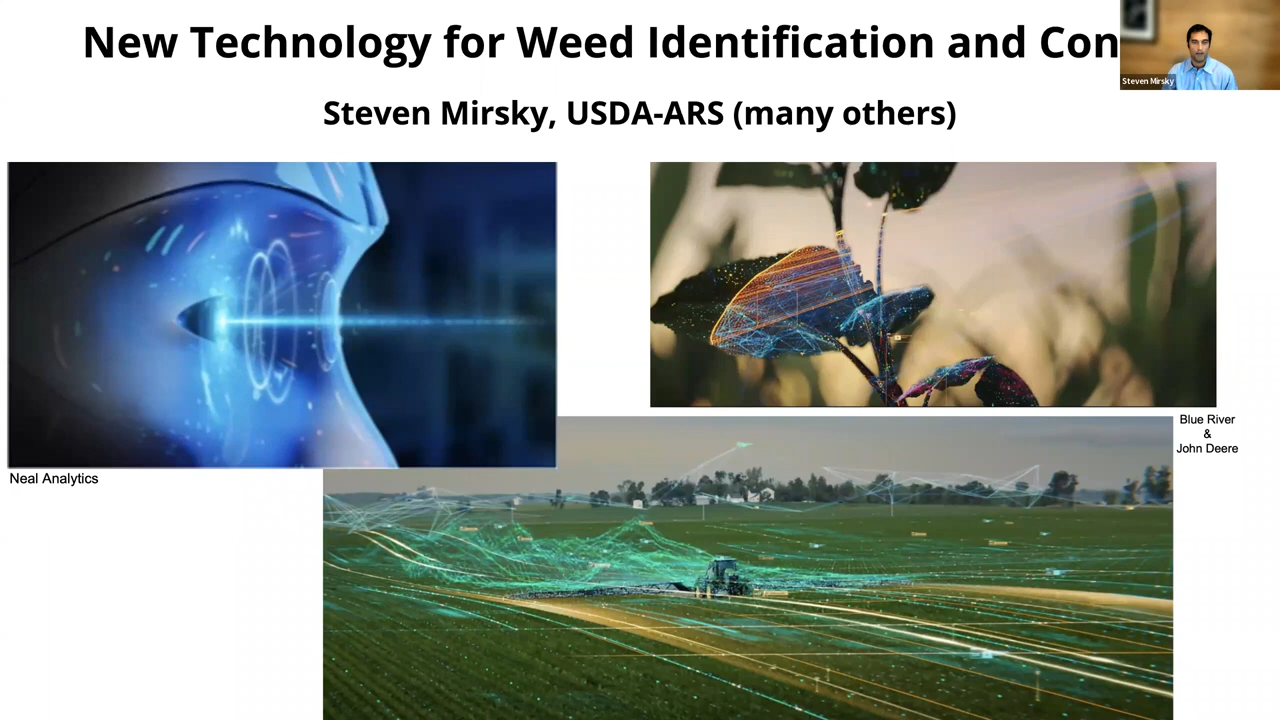 New Technology for Weed Identification and Con
Steven Mirsky
Steven Mirsky, USDA-ARS (many others)
Blue River
&
John Deere
Neal Analytics